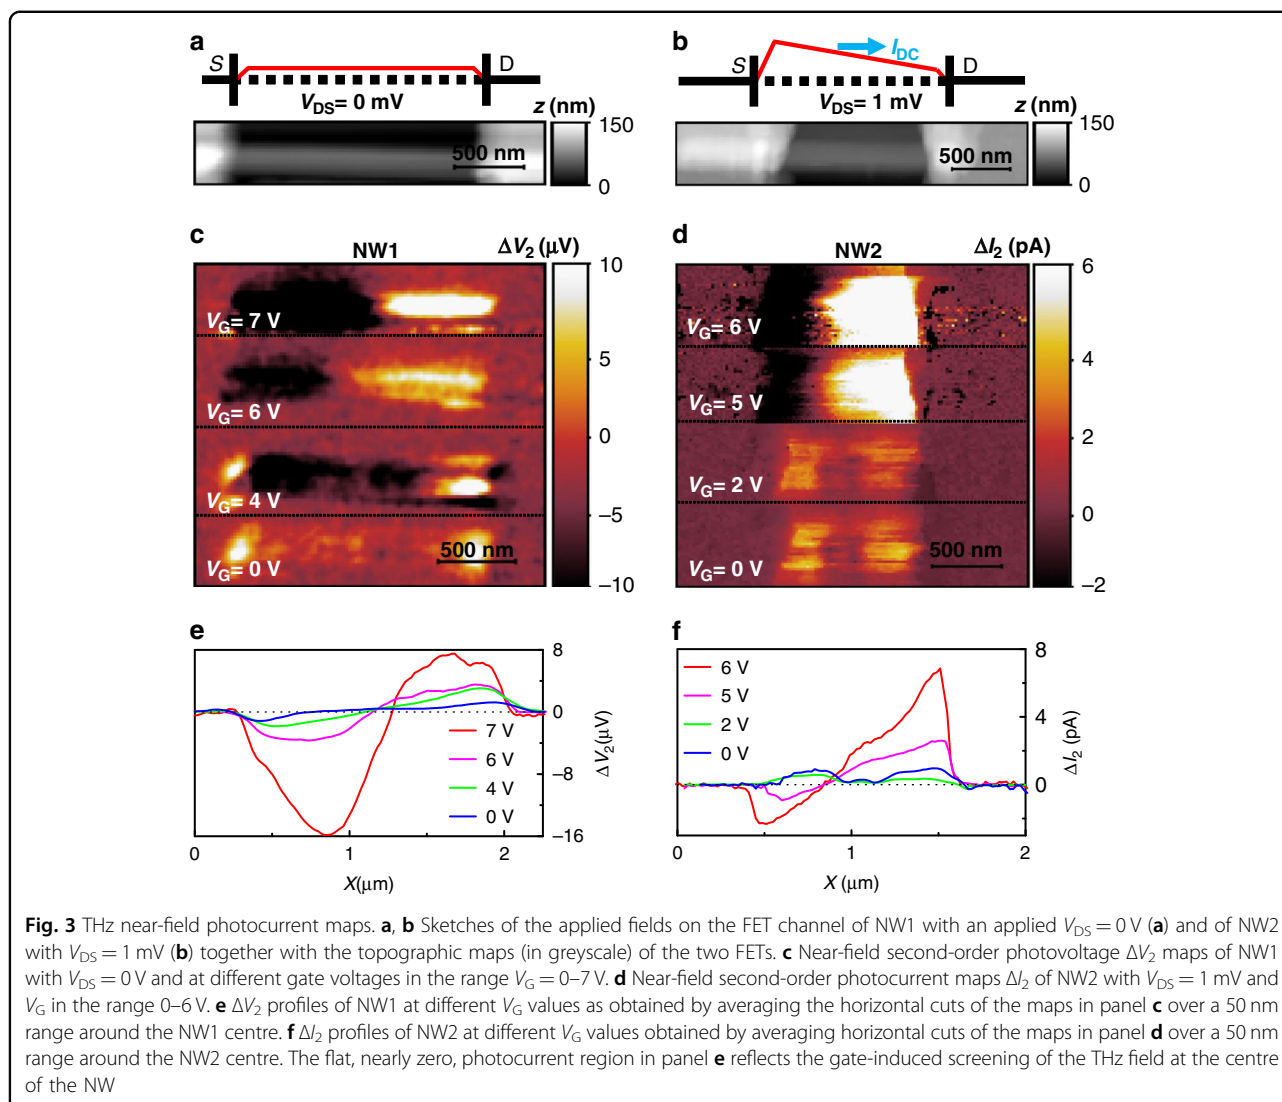 a
S
D
V_DS = 0 mV
z (nm)
150
0
500 nm
b
S
I_DC
D
V_DS = 1 mV
z (nm)
150
0
500 nm
c
NW1
ΔV_2 (μV)
10
5
0
−5
−10
V_G = 7 V
V_G = 6 V
V_G = 4 V
V_G = 0 V
500 nm
d
NW2
ΔI_2 (pA)
6
4
2
0
−2
V_G = 6 V
V_G = 5 V
V_G = 2 V
V_G = 0 V
500 nm
e
8
0
−8
−16
ΔV_2(μV)
7 V
6 V
4 V
0 V
0
1
2
X(μm)
f
6 V
5 V
2 V
0 V
8
4
0
ΔI_2 (pA)
0
1
2
X (μm)
Fig. 3 THz near-field photocurrent maps. a, b Sketches of the applied fields on the FET channel of NW1 with an applied V_DS = 0 V (a) and of NW2
with V_DS = 1 mV (b) together with the topographic maps (in greyscale) of the two FETs. c Near-field second-order photovoltage ΔV_2 maps of NW1
with V_DS = 0 V and at different gate voltages in the range V_G = 0–7 V. d Near-field second-order photocurrent maps ΔI_2 of NW2 with V_DS = 1 mV and
V_G in the range 0–6 V. e ΔV_2 profiles of NW1 at different V_G values as obtained by averaging the horizontal cuts of the maps in panel c over a 50 nm
range around the NW1 centre. f ΔI_2 profiles of NW2 at different V_G values obtained by averaging horizontal cuts of the maps in panel d over a 50 nm
range around the NW2 centre. The flat, nearly zero, photocurrent region in panel e reflects the gate-induced screening of the THz field at the centre
of the NW